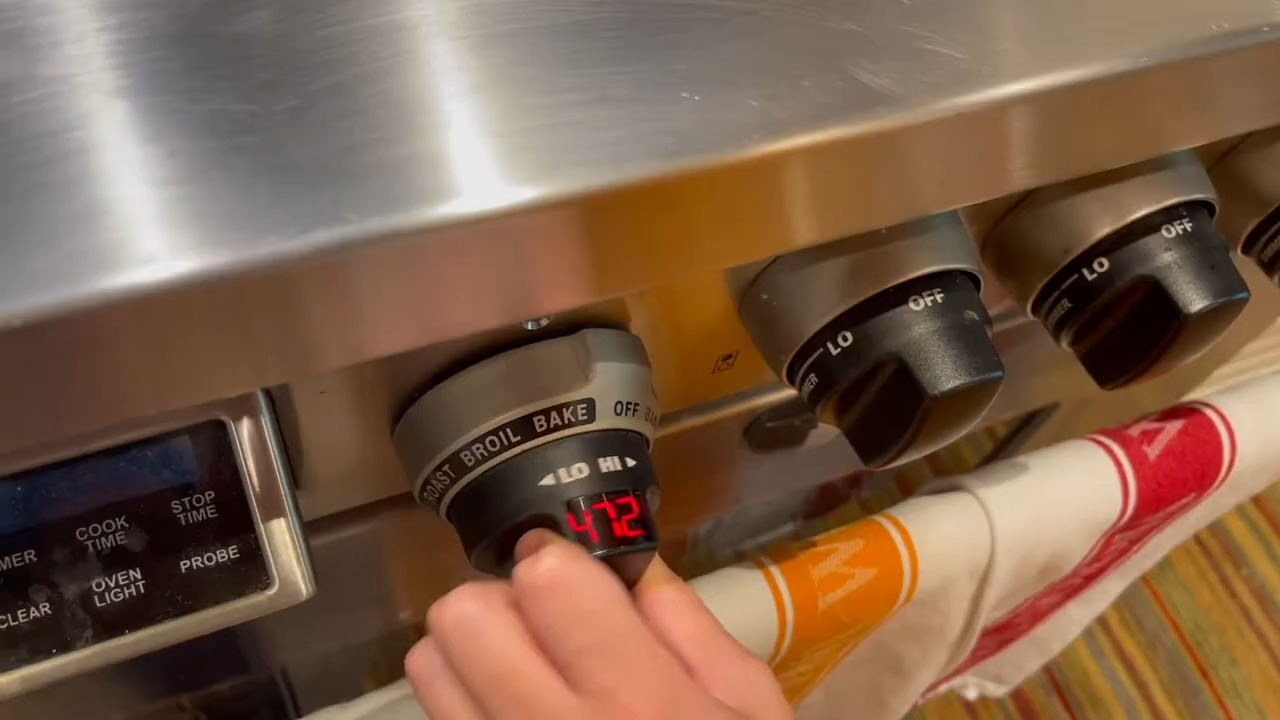 OFF
LO
OFF
LO
ROAST BROIL BAKE OFF
LO HI
472
STOP
TIME
COOK
TIME
PROBE
OVEN
LIGHT
CLEAR